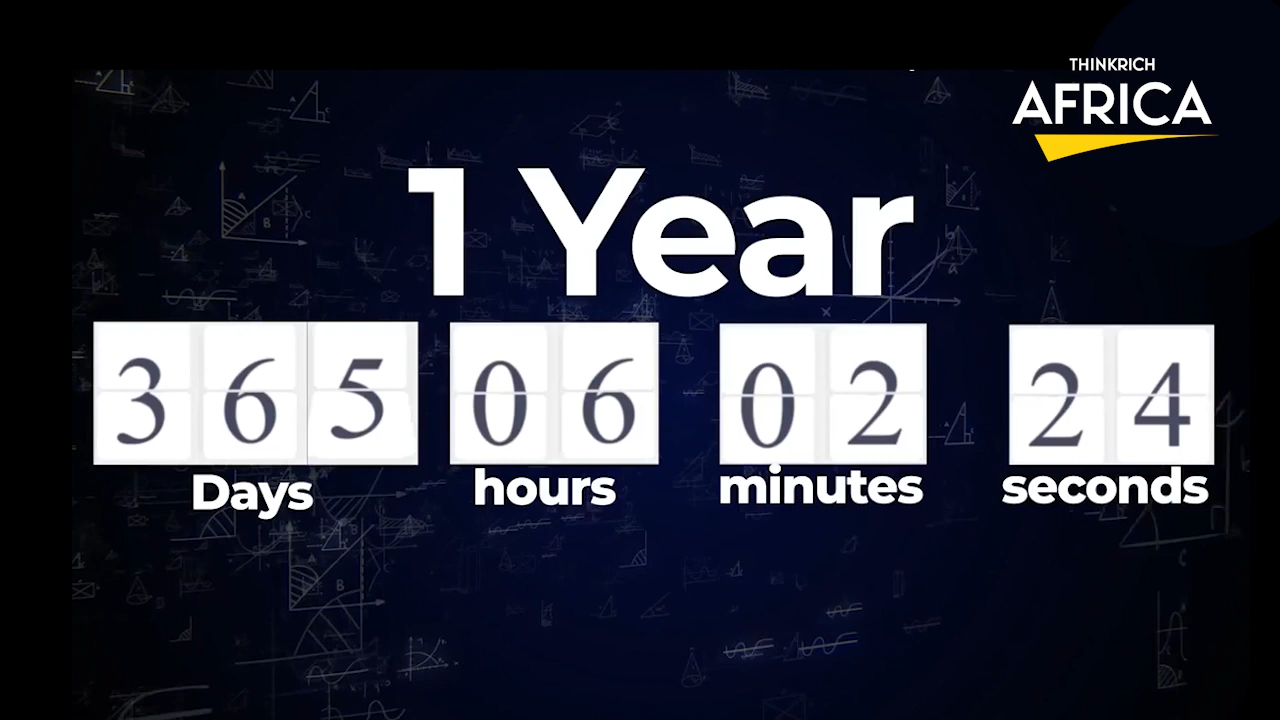 THINKRICH
AFRICA
1 Year
365 06 02 24
Days hours minutes seconds